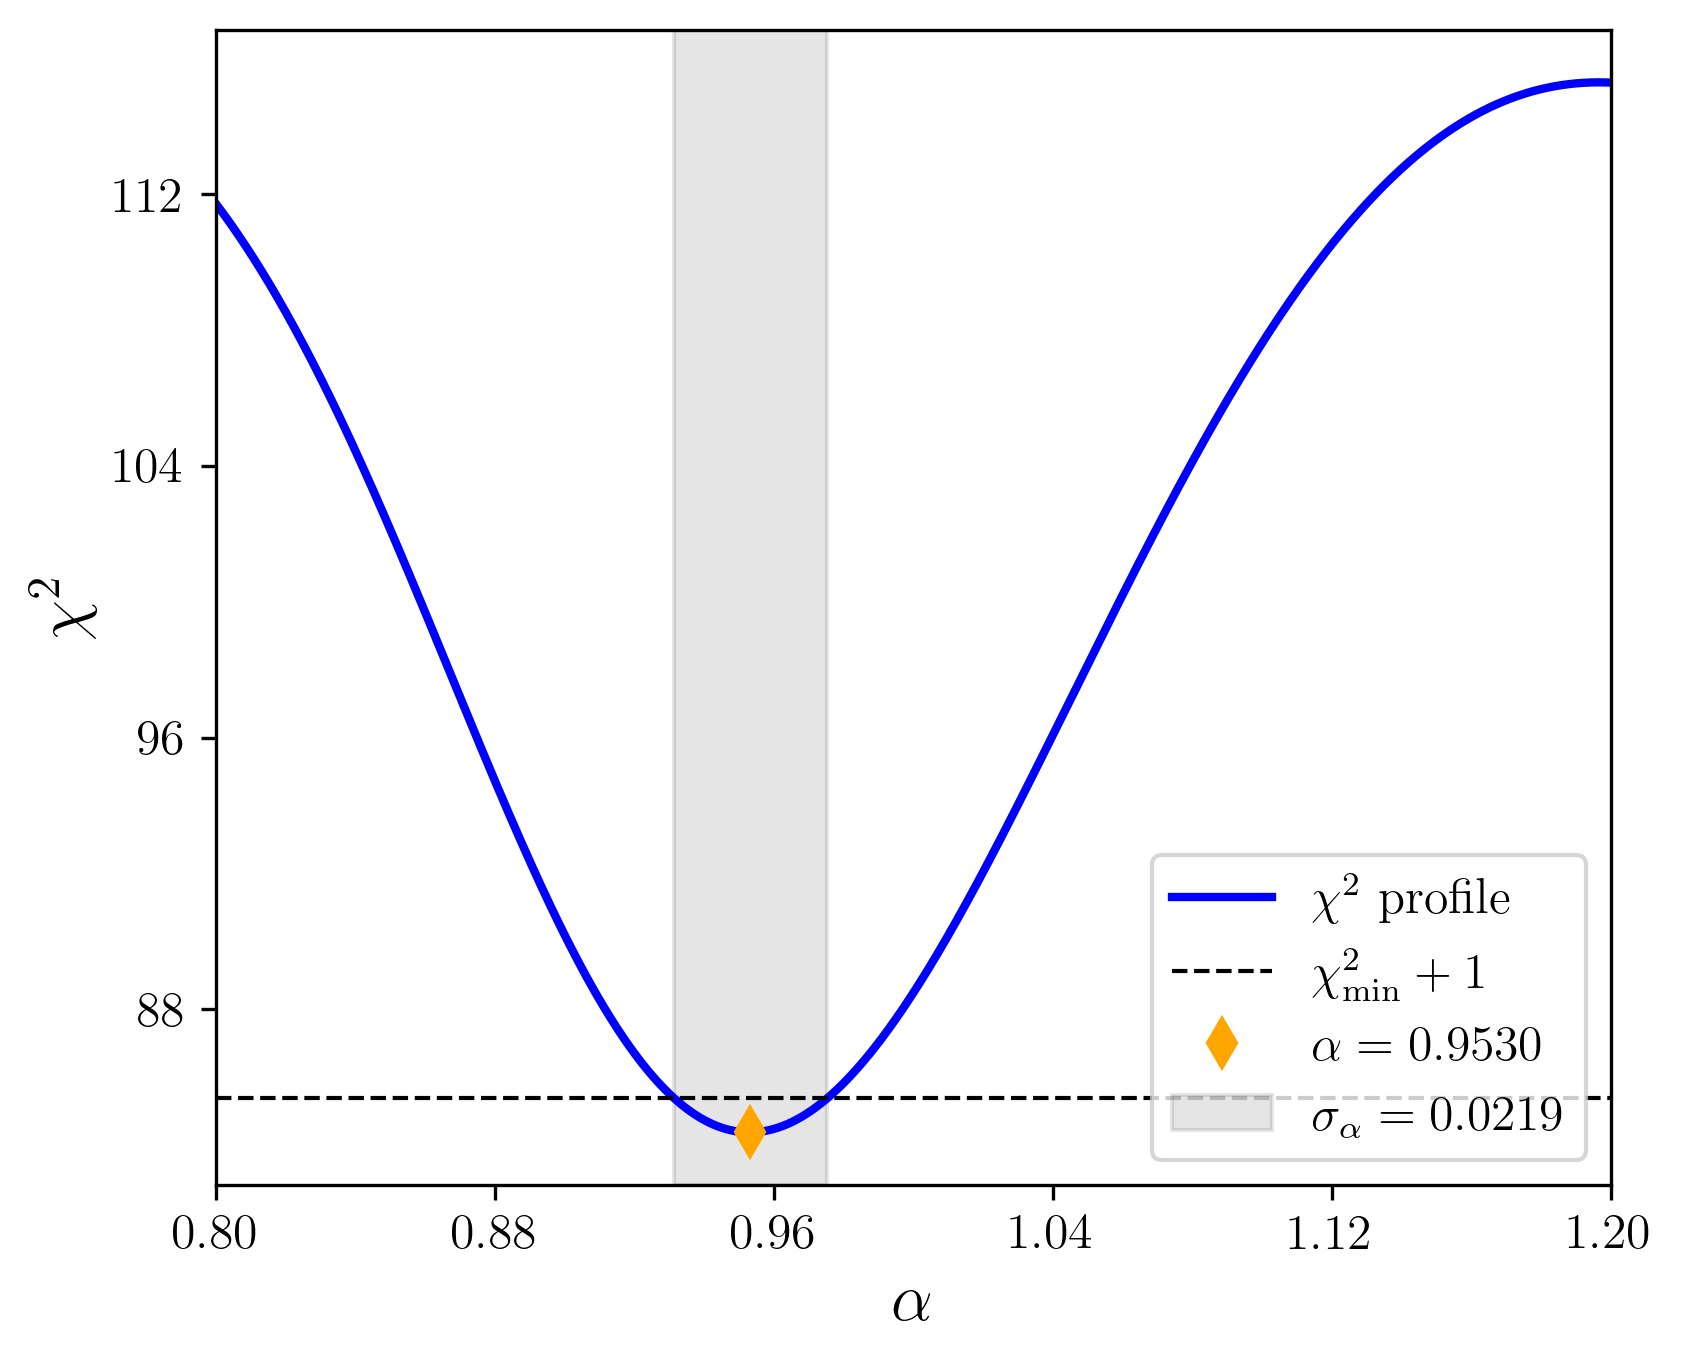 112
104
96
88
χ²
0.80 0.88 0.96 1.04 1.12 1.20
α
χ² profile
χ²min + 1
α = 0.9530
σα = 0.0219